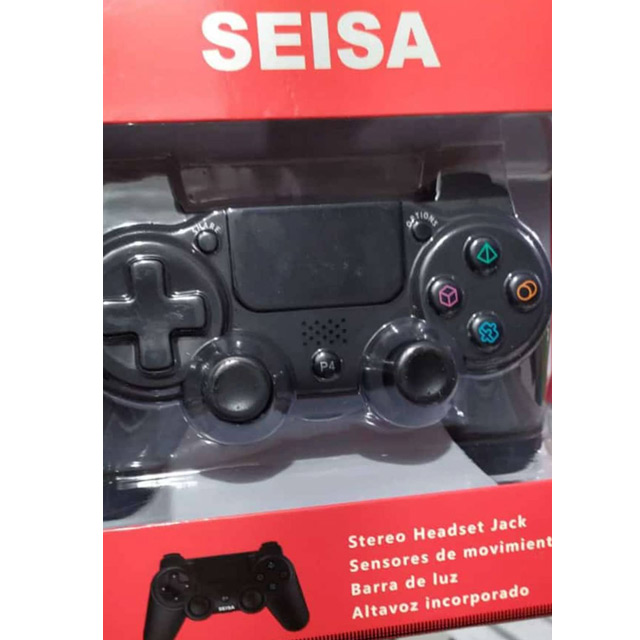 SEISA
SHARE
OPTIONS
P4
Stereo Headset Jack
Sensores de movimient
Barra de luz
Altavoz incorporado
SEISA